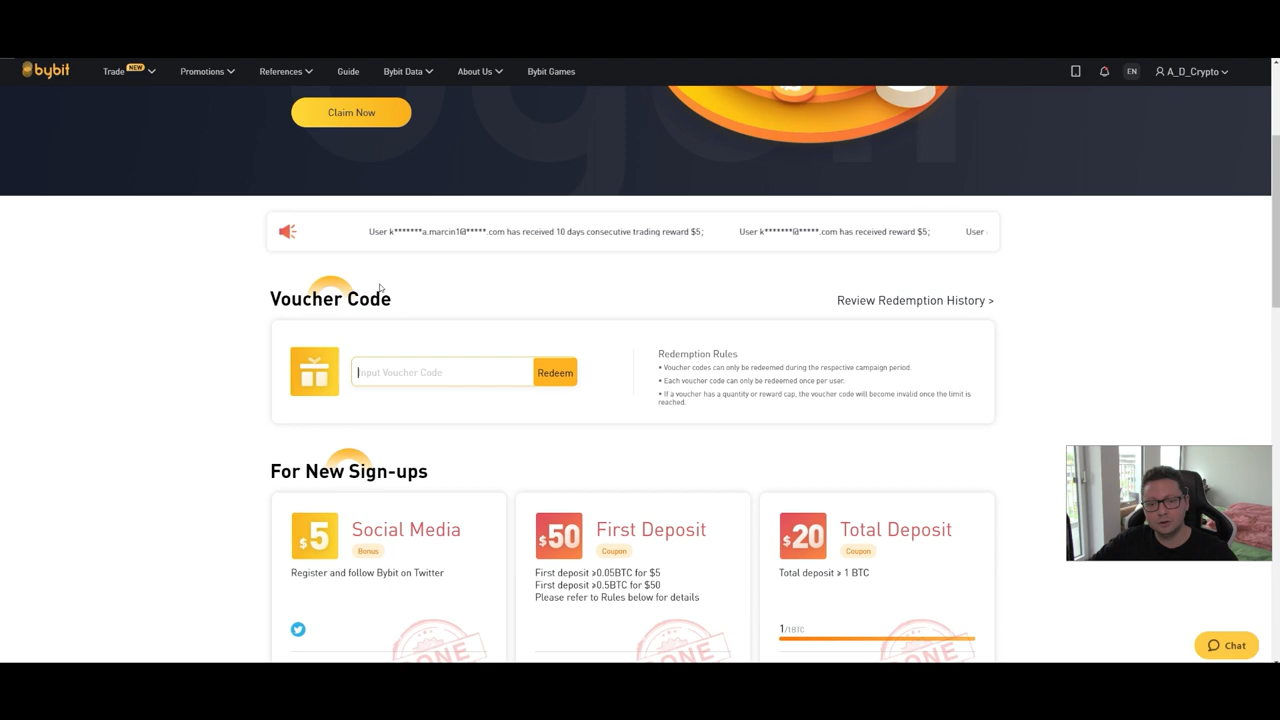 bybit
Trade NEW
Promotions
References
Guide
Bybit Data
About Us
Bybit Games
EN
A_D_Crypto
Claim Now
User k*******a.marcin1@*****.com has received 10 days consecutive trading reward $5;
User k*******@*****.com has received reward $5;
User
Voucher Code
Review Redemption History >
Input Voucher Code
Redeem
Redemption Rules
• Voucher codes can only be redeemed during the respective campaign period.
• Each voucher code can only be redeemed once per user.
• If a voucher has a quantity or reward cap, the voucher code will become invalid once the limit is
reached.
For New Sign-ups
$5
Social Media
Bonus
Register and follow Bybit on Twitter
$50
First Deposit
Coupon
First deposit ≥0.05BTC for $5
First deposit ≥0.5BTC for $50
Please refer to Rules below for details
$20
Total Deposit
Coupon
Total deposit ≥ 1 BTC
1/1BTC
Chat